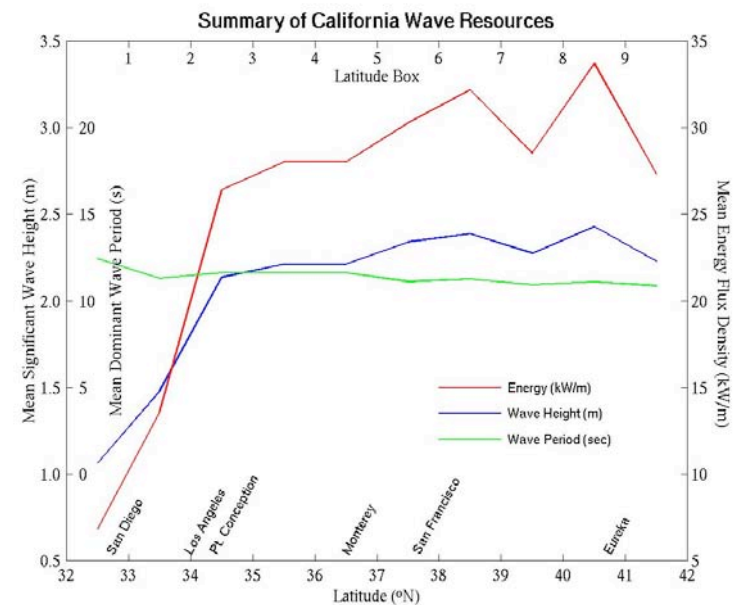 Summary of California Wave Resources
3.5
3.0
2.5
2.0
1.5
1.0
0.5
Mean Significant Wave Height (m)
20
15
10
5
0
Mean Dominant Wave Period (s)
1 2 3 4 5 6 7 8 9
Latitude Box
35
30
25
20
15
10
5
Mean Energy Flux Density (kW/m)
Energy (kW/m)
Wave Height (m)
Wave Period (sec)
San Diego
Los Angeles
Pt. Conception
Monterey
San Francisco
Eureka
32 33 34 35 36 37 38 39 40 41 42
Latitude (ºN)